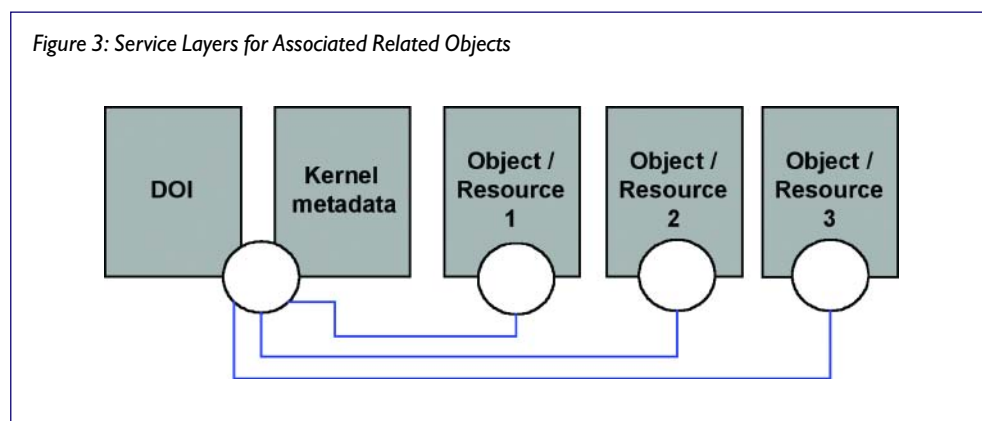 Figure 3: Service Layers for Associated Related Objects
DOI
Kernel
metadata
Object /
Resource
1
Object /
Resource
2
Object /
Resource
3